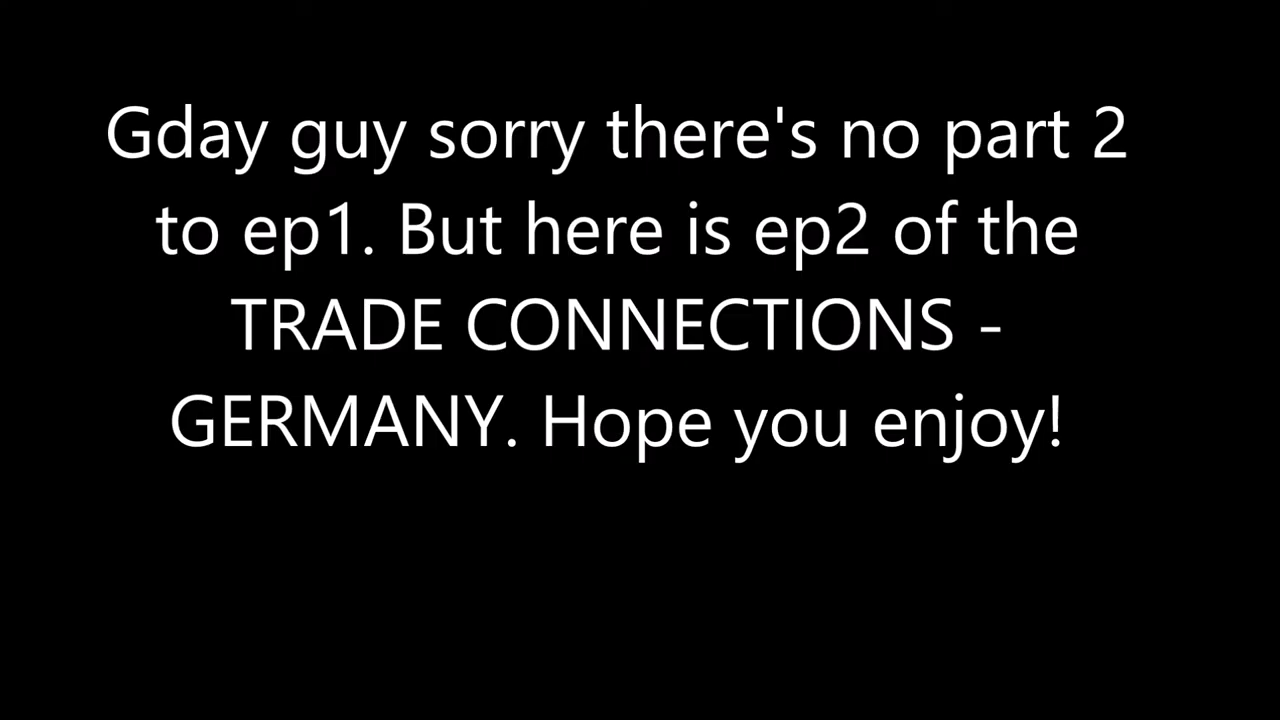 Gday guy sorry there's no part 2
to ep1. But here is ep2 of the
TRADE CONNECTIONS -
GERMANY. Hope you enjoy!